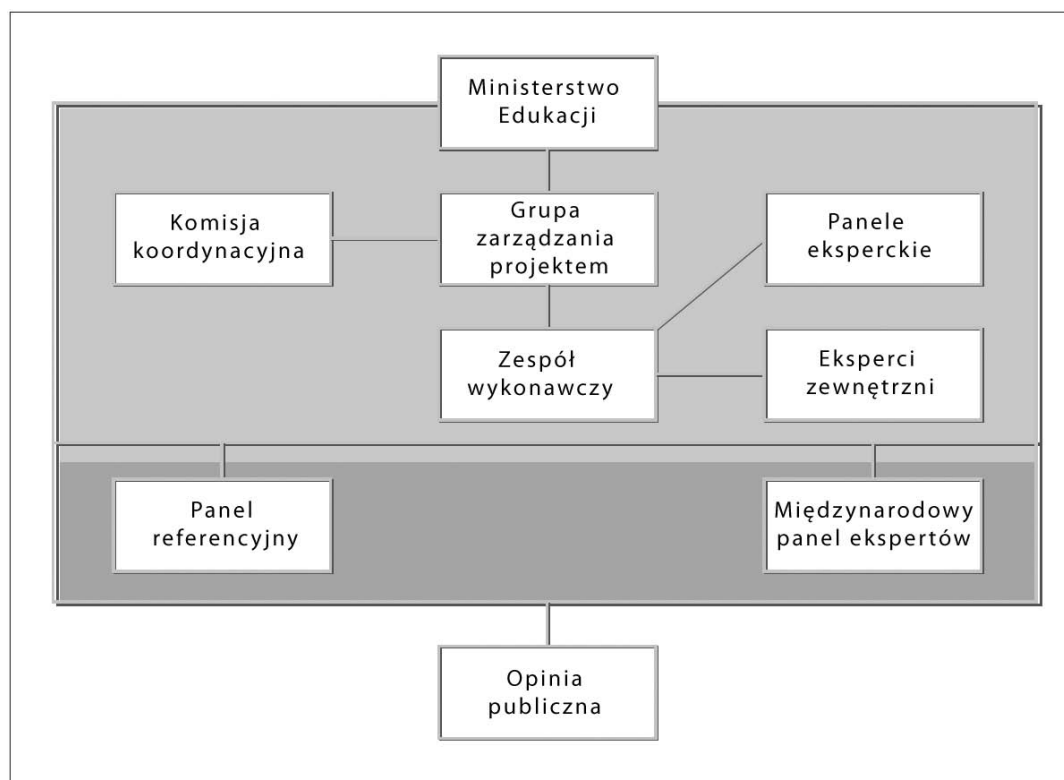 Ministerstwo
Edukacji
Komisja
koordynacyjna
Grupa
zarządzania
projektem
Panele
eksperckie
Zespół
wykonawczy
Eksperci
zewnętrzni
Panel
referencyjny
Międzynarodowy
panel ekspertów
Opinia
publiczna